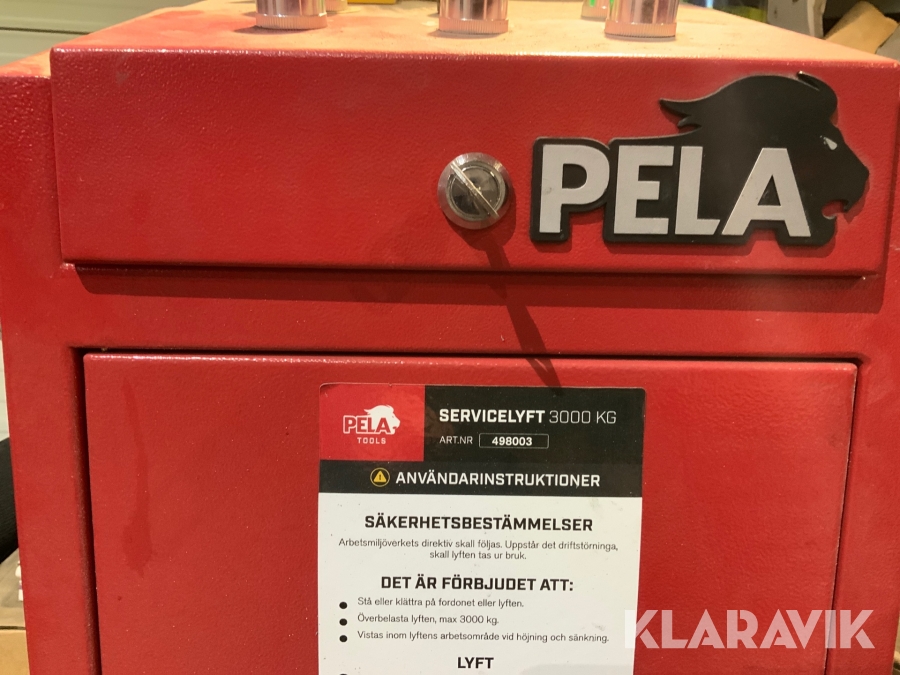 PELA
PELA
TOOLS
SERVICELYFT 3000 KG
ART.NR 498003
ANVÄNDARINSTRUKTIONER
SÄKERHETSBESTÄMMELSER
Arbetsmiljöverkets direktiv skall följas. Uppstår det driftstörninga,
skall lyften tas ur bruk.
DET ÄR FÖRBJUDET ATT:
● Stå eller klättra på fordonet eller lyften.
● Överbelasta lyften, max 3000 kg.
● Vistas inom lyftens arbetsområde vid höjning och sänkning.
LYFT
KLARAVIK